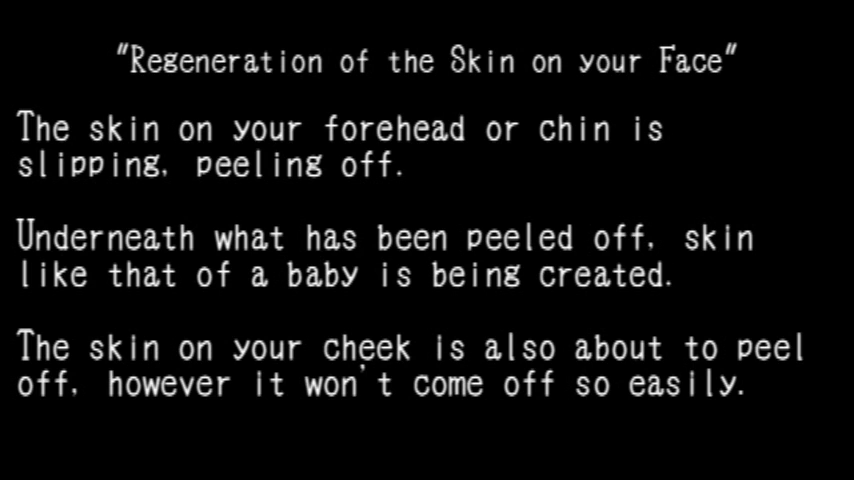 "Regeneration of the Skin on your Face"
The skin on your forehead or chin is
slipping, peeling off.
Underneath what has been peeled off, skin
like that of a baby is being created.
The skin on your cheek is also about to peel
off, however it won't come off so easily.